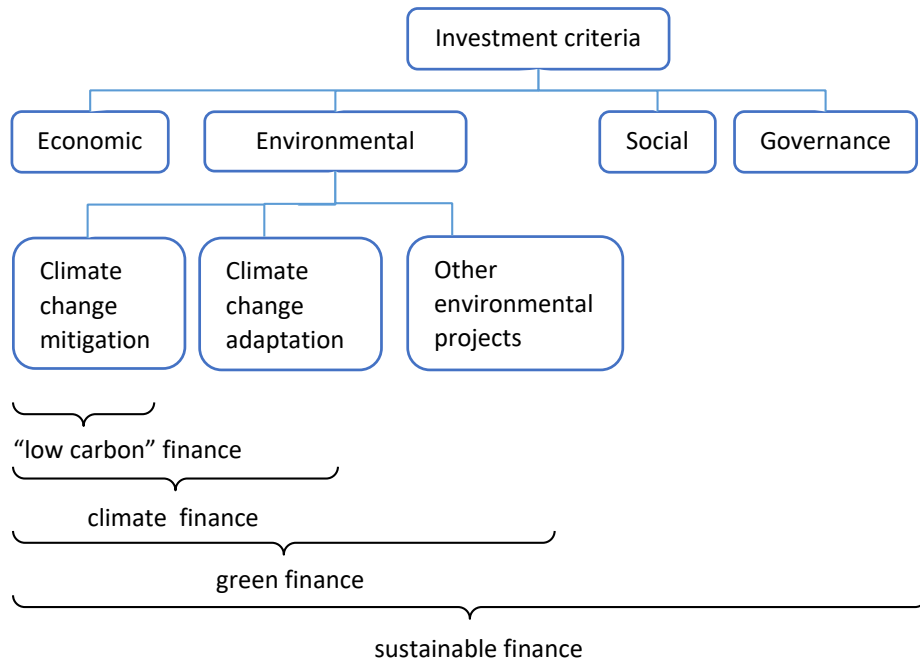 Investment criteria
Economic
Environmental
Social
Governance
Climate
change
mitigation
Climate
change
adaptation
Other
environmental
projects
“low carbon” finance
climate finance
green finance
sustainable finance